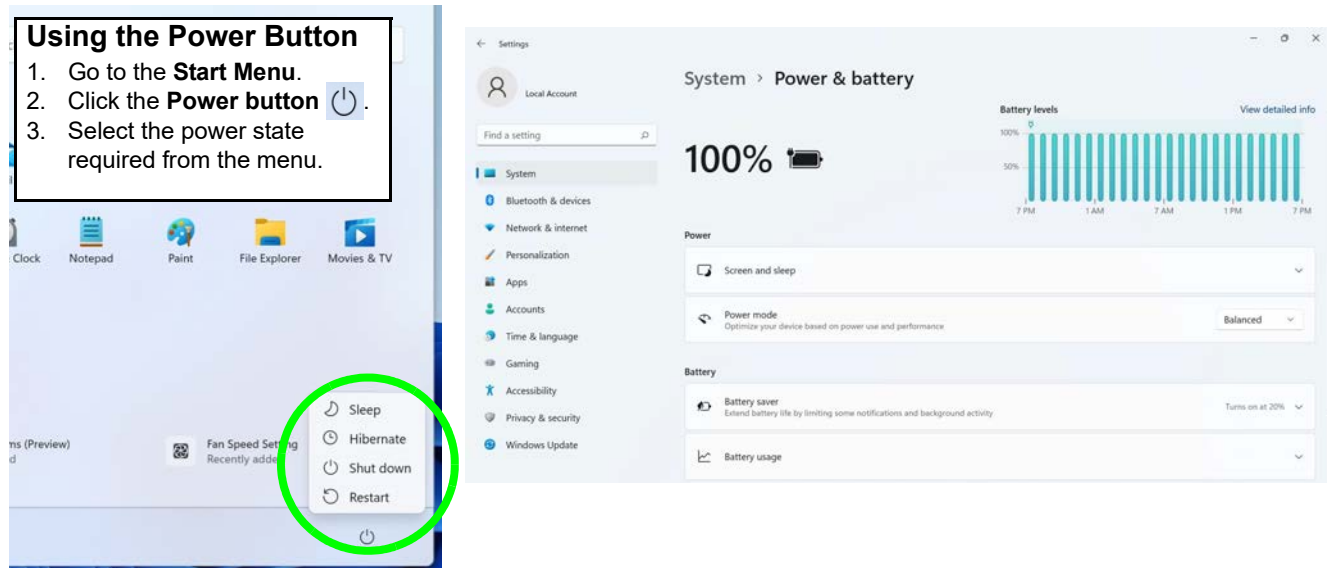 Using the Power Button
1. Go to the Start Menu.
2. Click the Power button .
3. Select the power state
required from the menu.
Clock
Notepad
Paint
File Explorer
Movies & TV
(Preview)
Fan Speed Setting
Recently added
Sleep
Hibernate
Shut down
Restart
Settings
Local Account
Find a setting
System
Bluetooth & devices
Network & internet
Personalization
Apps
Accounts
Time & language
Gaming
Accessibility
Privacy & security
Windows Update
System > Power & battery
100%
Battery levels
View detailed info
100%
50%
7 PM
1 AM
7 AM
1 PM
7 PM
Power
Screen and sleep
Power mode
Optimize your device based on power use and performance
Balanced
Battery
Battery saver
Extend battery life by limiting some notifications and background activity
Turns on at 20%
Battery usage